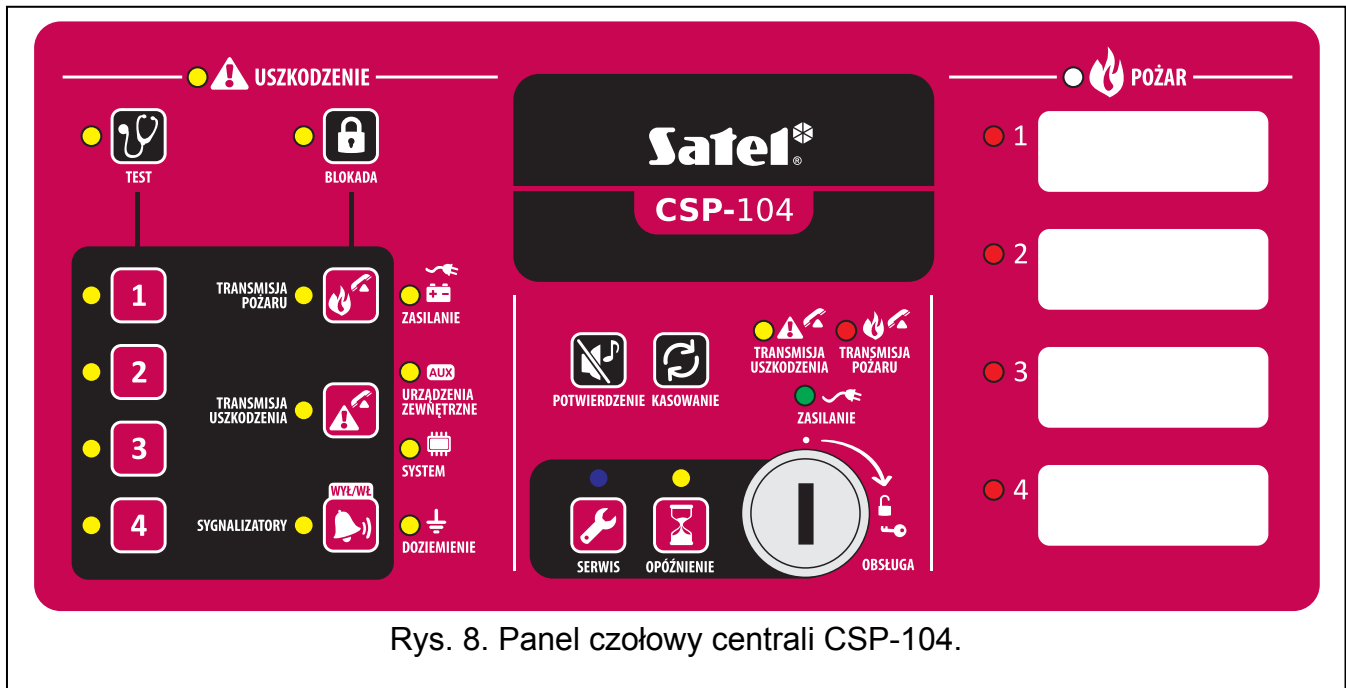 USZKODZENIE
TEST
BLOKADA
1
2
3
4
TRANSMISJA
POŻARU
TRANSMISJA
USZKODZENIA
WYŁ/WŁ
SYGNALIZATORY
ZASILANIE
AUX
URZĄDZENIA
ZEWŃĘTRZNE
SYSTEM
DOZIEMIENIE
Satel®
CSP-104
POTWIERDZENIE
KASOWANIE
TRANSMISJA
USZKODZENIA
TRANSMISJA
POŻARU
ZASILANIE
SERWIS
OPÓŹNIENIE
OBSŁUGA
POŻAR
1
2
3
4
Rys. 8. Panel czołowy centrali CSP-104.